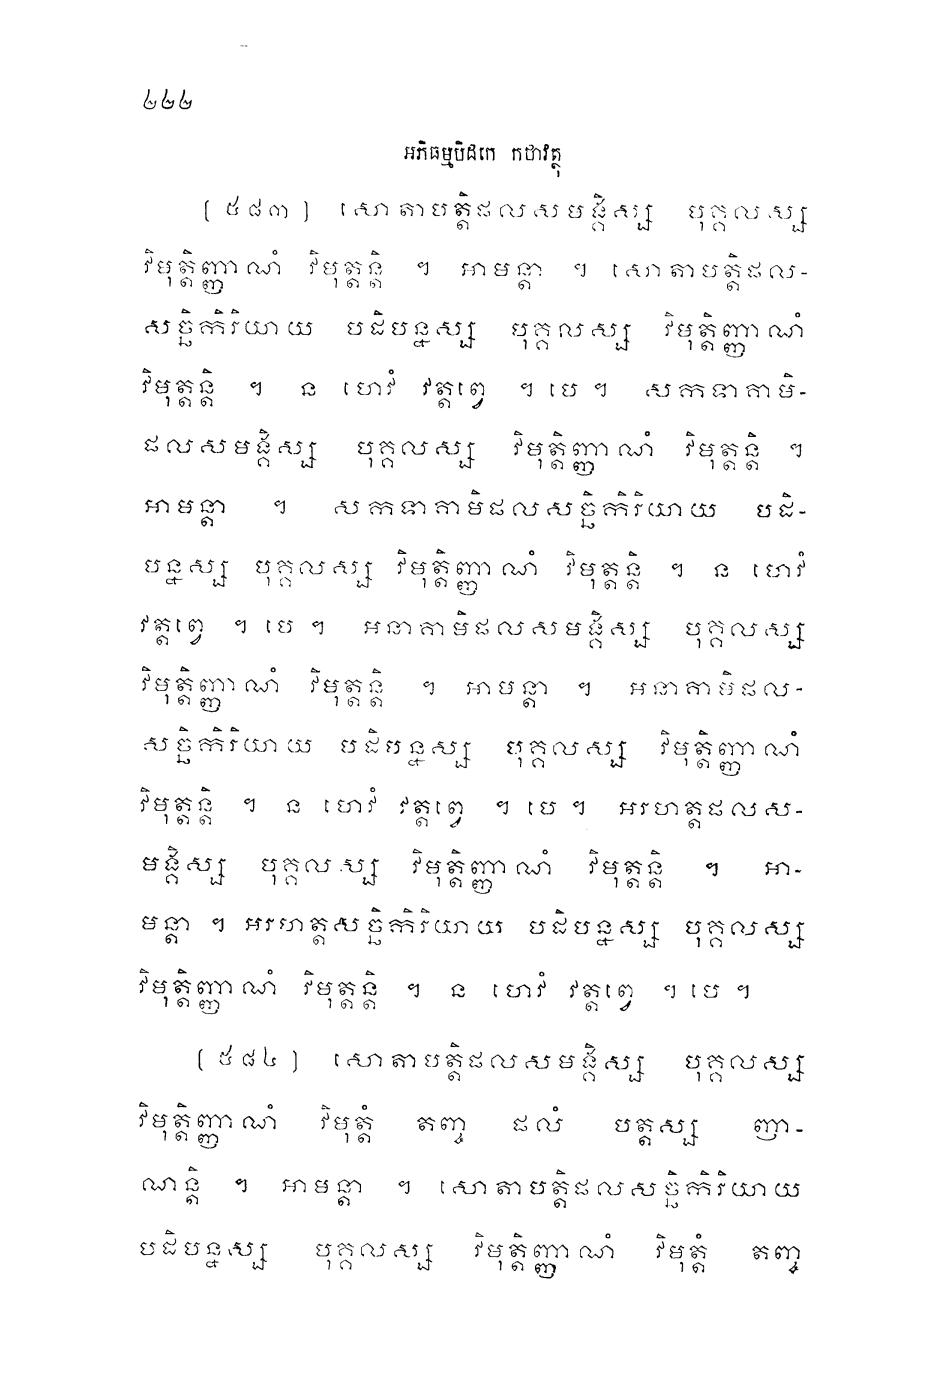 ២២២
អភិធម្មបិដកេ កថាវត្ថុ
[ ៥៨៣ ] សោតាបត្តិផលសមង្គិស្ស បុគ្គលស្ស
វិមុត្តិញ្ញាណំ វិមុត្តន្តិ ។ អាមន្តា ។ សោតាបត្តិផល-
សច្ឆិកិរិយាយ បដិបន្នស្ស បុគ្គលស្ស វិមុត្តិញ្ញាណំ
វិមុត្តន្តិ ។ ន ហេវំ វត្តព្វេ ។ បេ ។ សកទាគាមិ-
ផលសមង្គិស្ស បុគ្គលស្ស វិមុត្តិញ្ញាណំ វិមុត្តន្តិ ។
អាមន្តា ។ សកទាគាមិផលសច្ឆិកិរិយាយ បដិ-
បន្នស្ស បុគ្គលស្ស វិមុត្តិញ្ញាណំ វិមុត្តន្តិ ។ ន ហេវំ
វត្តព្វេ ។ បេ ។ អនាគាមិផលសមង្គិស្ស បុគ្គលស្ស
វិមុត្តិញ្ញាណំ វិមុត្តន្តិ ។ អាមន្តា ។ អនាគាមិផល-
សច្ឆិកិរិយាយ បដិបន្នស្ស បុគ្គលស្ស វិមុត្តិញ្ញាណំ
វិមុត្តន្តិ ។ ន ហេវំ វត្តព្វេ ។ បេ ។ អរហត្តផលស-
មង្គិស្ស បុគ្គលស្ស វិមុត្តិញ្ញាណំ វិមុត្តន្តិ ។ អា-
មន្តា ។ អរហត្តសច្ឆិកិរិយាយ បដិបន្នស្ស បុគ្គលស្ស
វិមុត្តិញ្ញាណំ វិមុត្តន្តិ ។ ន ហេវំ វត្តព្វេ ។ បេ ។
[ ៥៨៤ ] សោតាបត្តិផលសមង្គិស្ស បុគ្គលស្ស
វិមុត្តិញ្ញាណំ វិមុត្តំ តញ្ច ផលំ បត្តស្ស ញា-
ណន្តិ ។ អាមន្តា ។ សោតាបត្តិផលសច្ឆិកិរិយាយ
បដិបន្នស្ស បុគ្គលស្ស វិមុត្តិញ្ញាណំ វិមុត្តំ តញ្ច